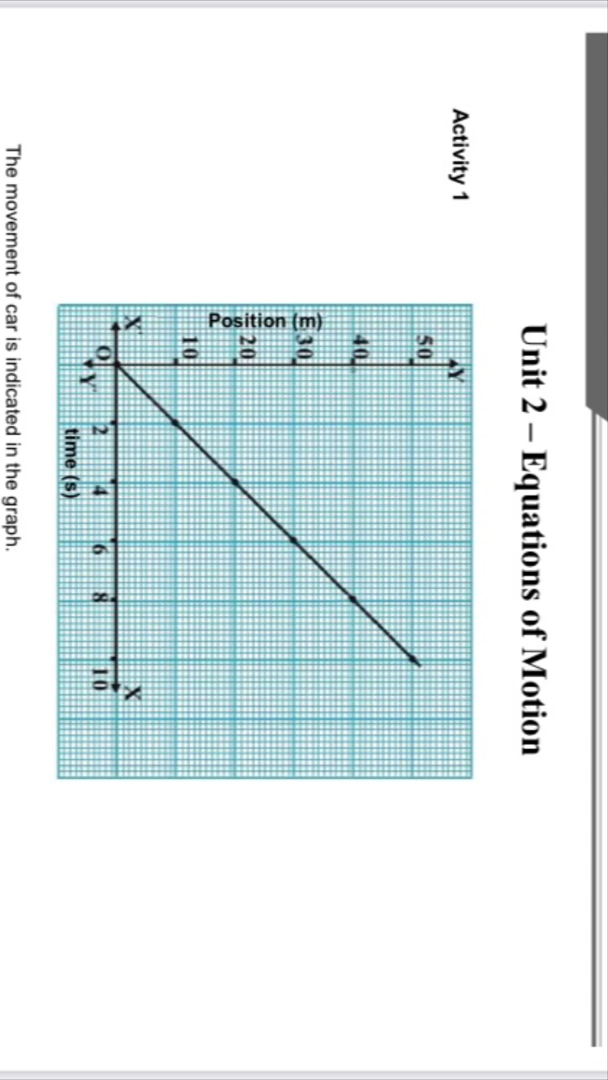 Unit 2 – Equations of Motion
Activity 1
Y
50
40
30
20
10
Position (m)
X' O 2 4 6 8 10 X
Y'
time (s)
The movement of car is indicated in the graph.